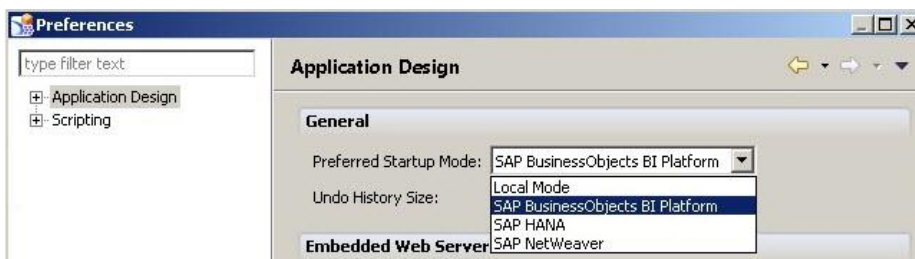 Preferences
type filter text
Application Design
Scripting
Application Design
General
Preferred Startup Mode: SAP BusinessObjects BI Platform
Undo History Size:
Local Mode
SAP BusinessObjects BI Platform
SAP HANA
SAP NetWeaver
Embedded Web Server